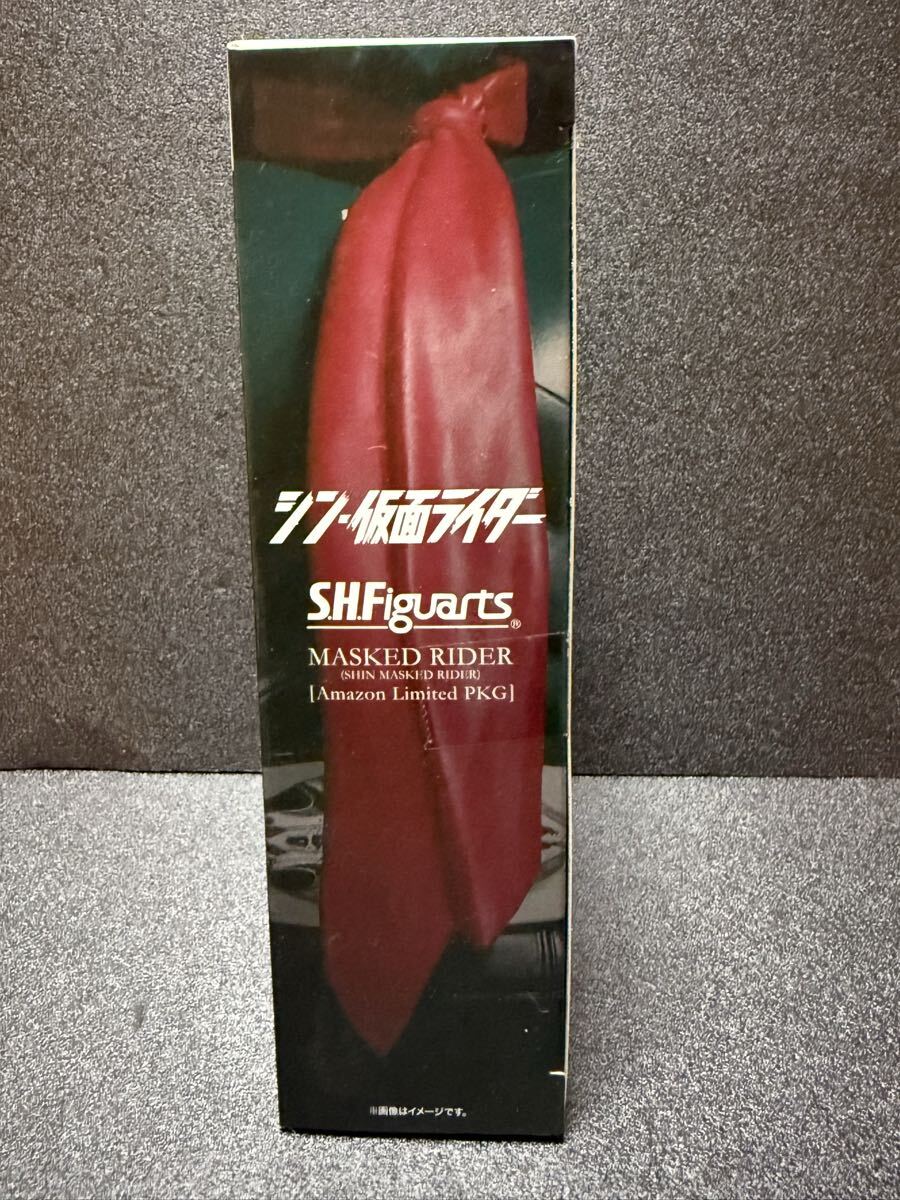 シン・仮面ライダー
S.H.Figuarts®
MASKED RIDER
(SHIN MASKED RIDER)
[Amazon Limited PKG]
※画像はイメージです。